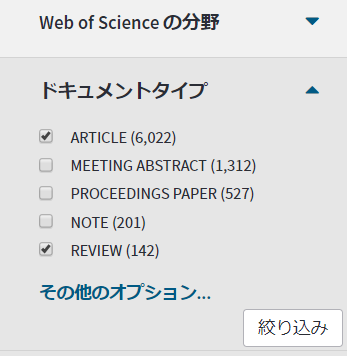 Web of Science の分野
ドキュメントタイプ
ARTICLE (6,022)
MEETING ABSTRACT (1,312)
PROCEEDINGS PAPER (527)
NOTE (201)
REVIEW (142)
その他のオプション...
絞り込み